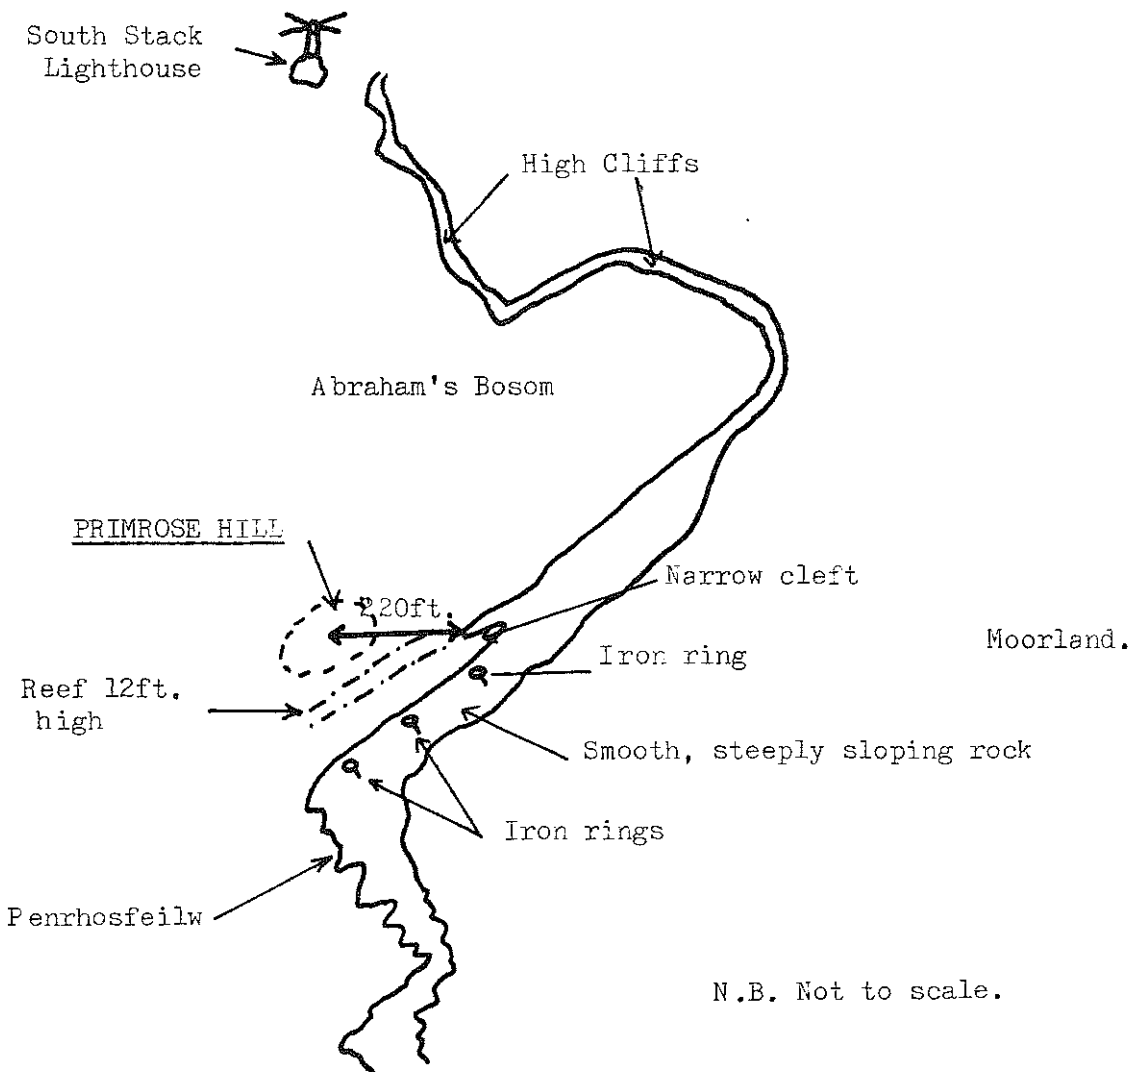 South Stack
Lighthouse
High Cliffs
Abraham's Bosom
PRIMROSE HILL
220ft.
Narrow cleft
Moorland.
Iron ring
Reef 12ft.
high
Smooth, steeply sloping rock
Iron rings
Penrhosfeilw
N.B. Not to scale.